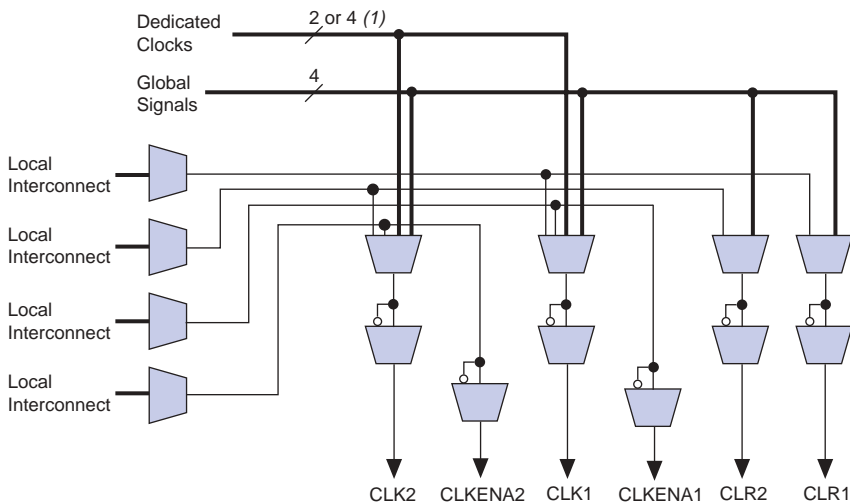 Dedicated
Clocks
2 or 4 (1)
Global
Signals
4
Local
Interconnect
Local
Interconnect
Local
Interconnect
Local
Interconnect
CLK2 CLKENA2 CLK1 CLKENA1 CLR2 CLR1